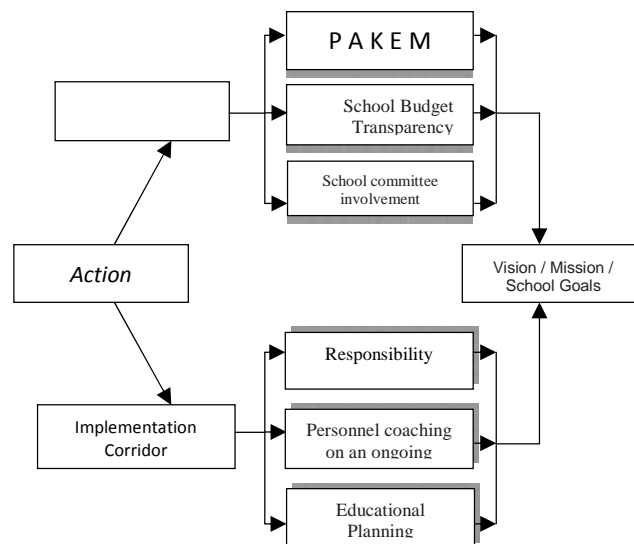 P A K E M
School Budget
Transparency
School committee
involvement
Action
Vision / Mission /
School Goals
Responsibility
Implementation
Corridor
Personnel coaching
on an ongoing
Educational
Planning